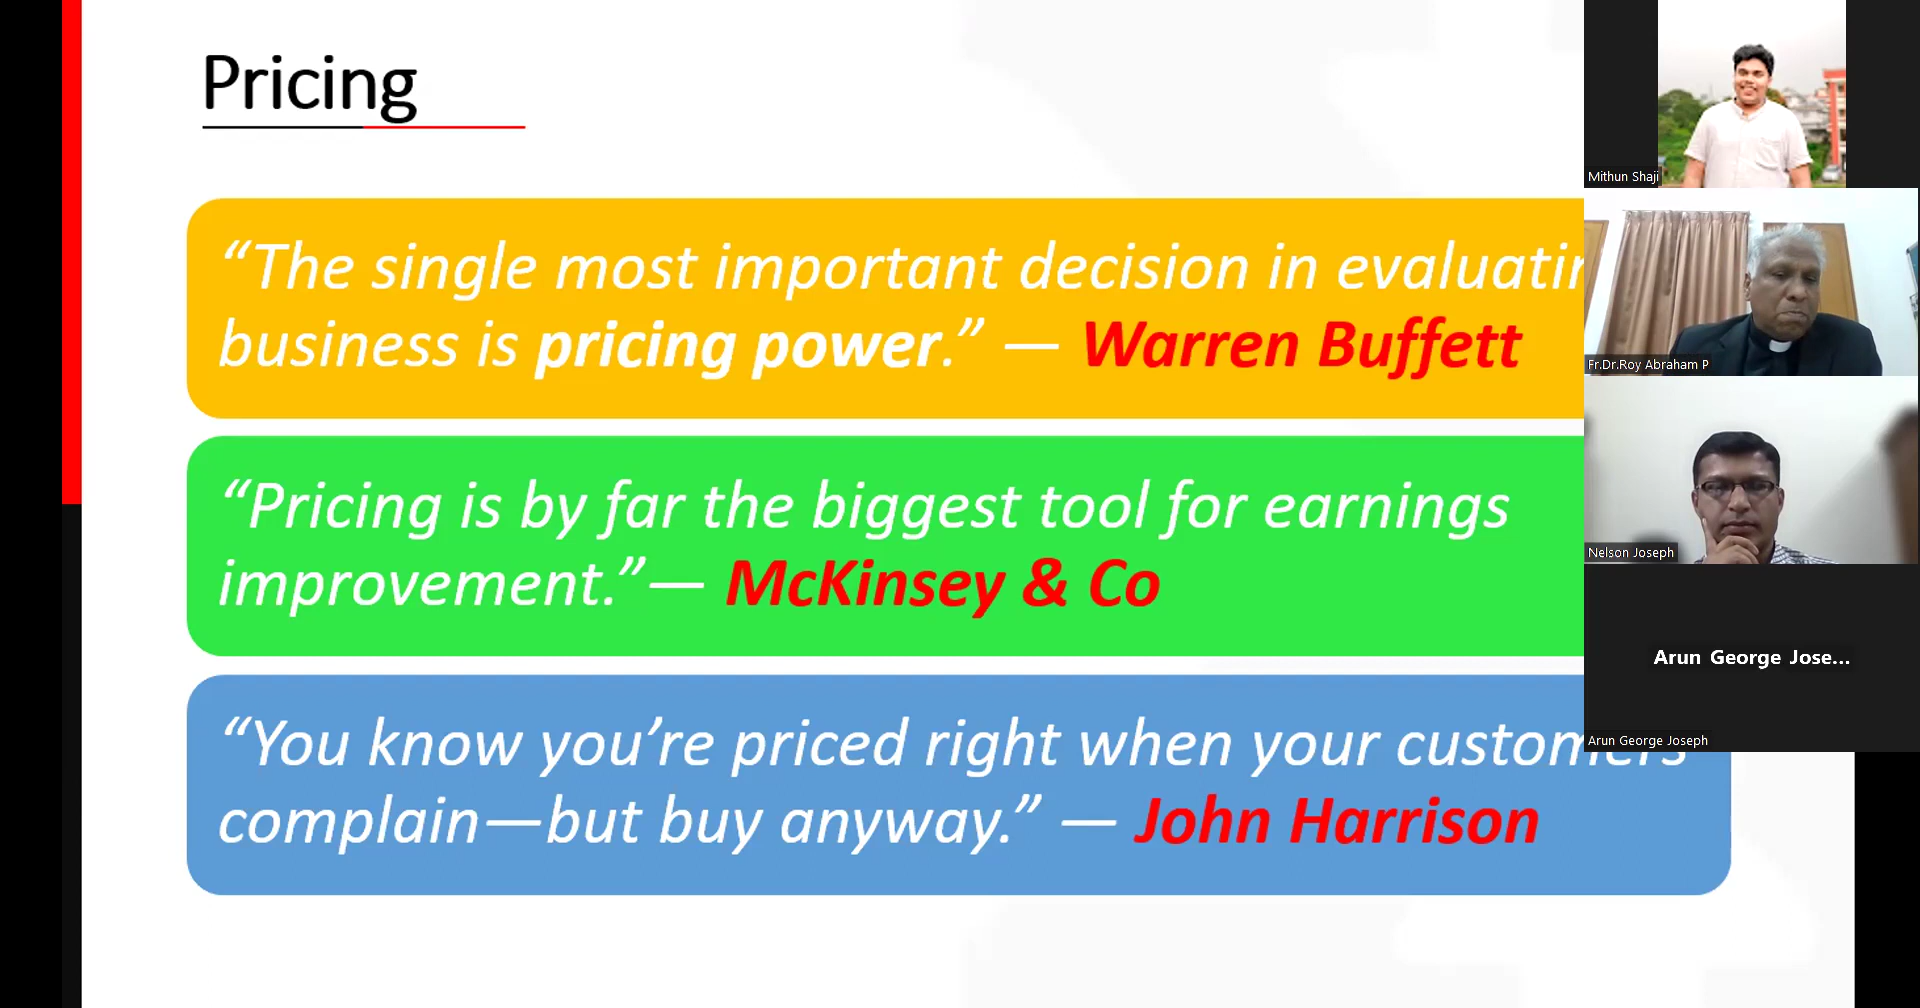 Pricing
“The single most important decision in
business is pricing power.” — Warren Buffett
“Pricing is by far the biggest tool for earnings
improvement.”— McKinsey & Co
“You know you’re priced right when your customers
complain—but buy anyway.” — John Harrison
Mithun Shaji
Fr.Dr.Roy Abraham P
Nelson Joseph
Arun George Jose...
Arun George Joseph